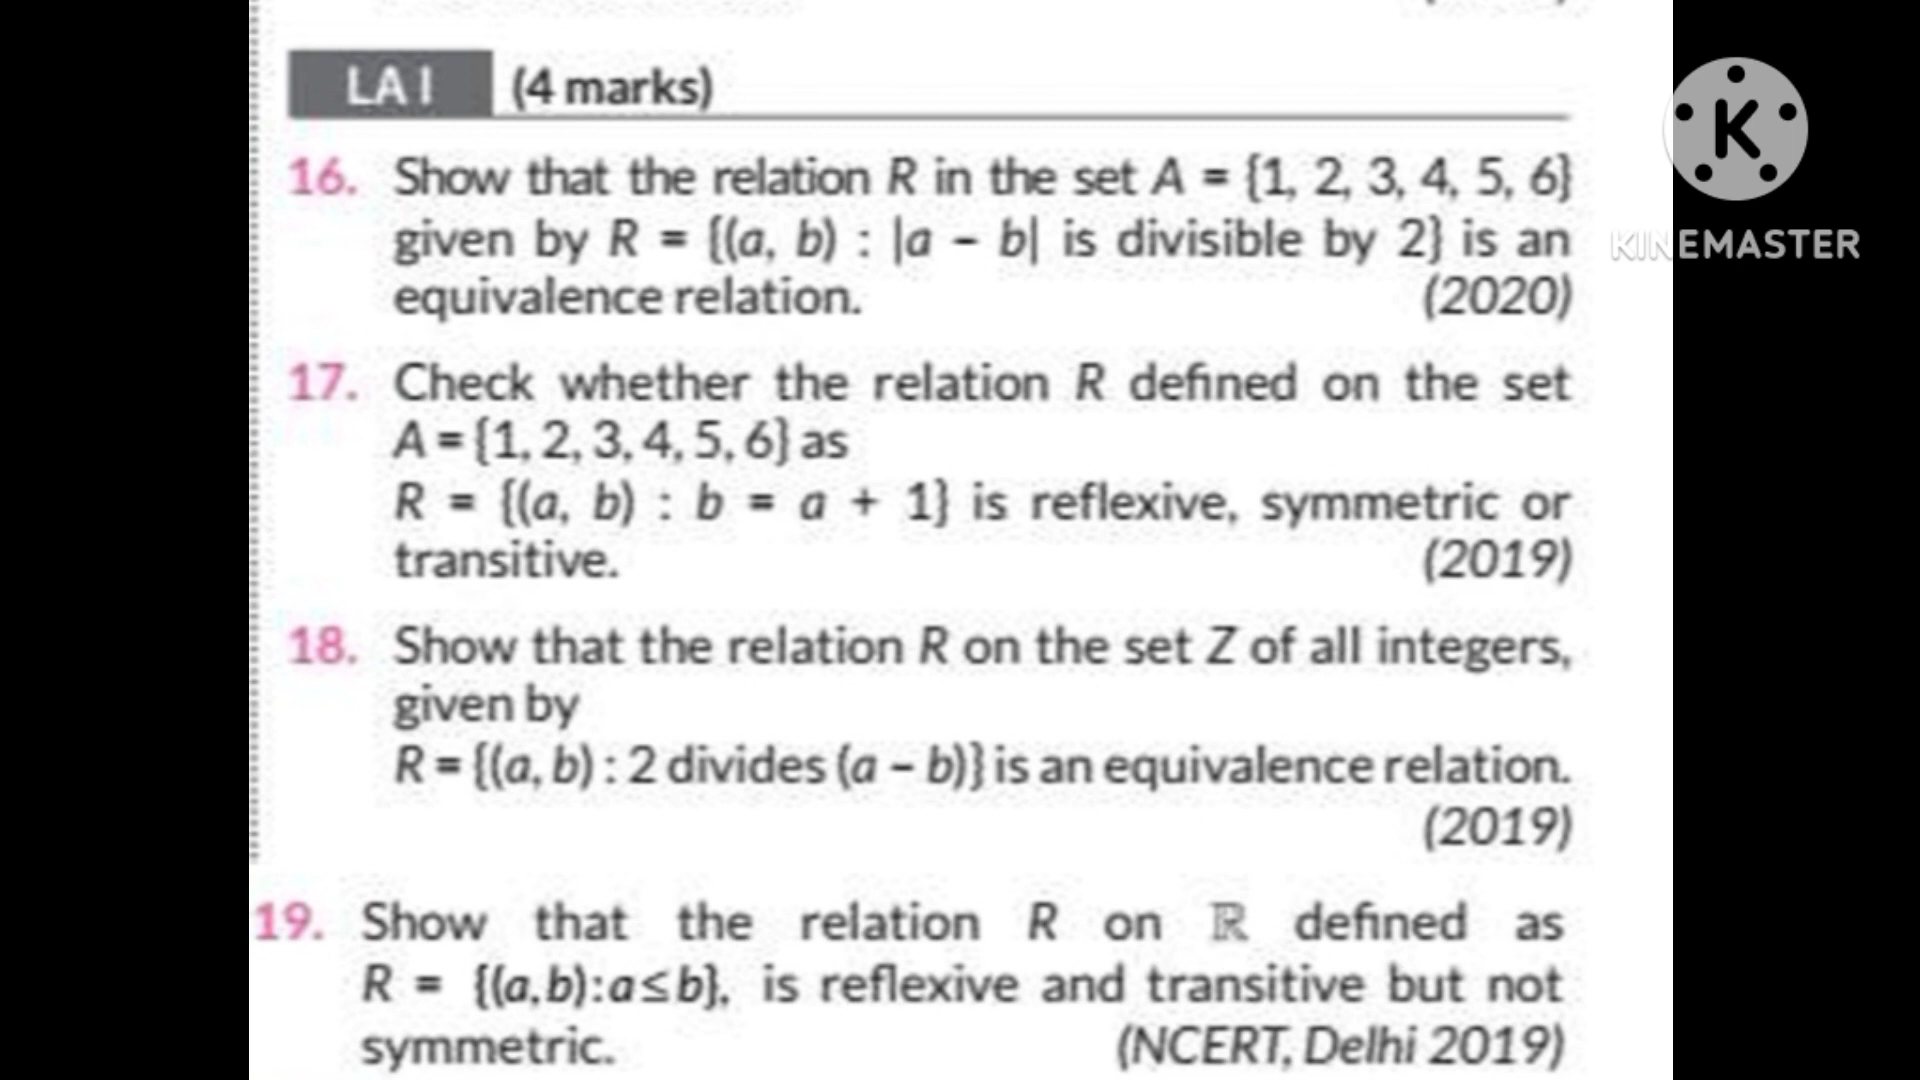 LA I (4 marks)
16. Show that the relation R in the set A = {1, 2, 3, 4, 5, 6}
given by R = {(a, b) : |a – b| is divisible by 2} is an
equivalence relation. (2020)
17. Check whether the relation R defined on the set
A = {1, 2, 3, 4, 5, 6} as
R = {(a, b) : b = a + 1} is reflexive, symmetric or
transitive. (2019)
18. Show that the relation R on the set Z of all integers,
given by
R = {(a, b) : 2 divides (a – b)} is an equivalence relation.
(2019)
19. Show that the relation R on ℝ defined as
R = {(a,b):a≤b}, is reflexive and transitive but not
symmetric. (NCERT, Delhi 2019)
K
KINEMASTER